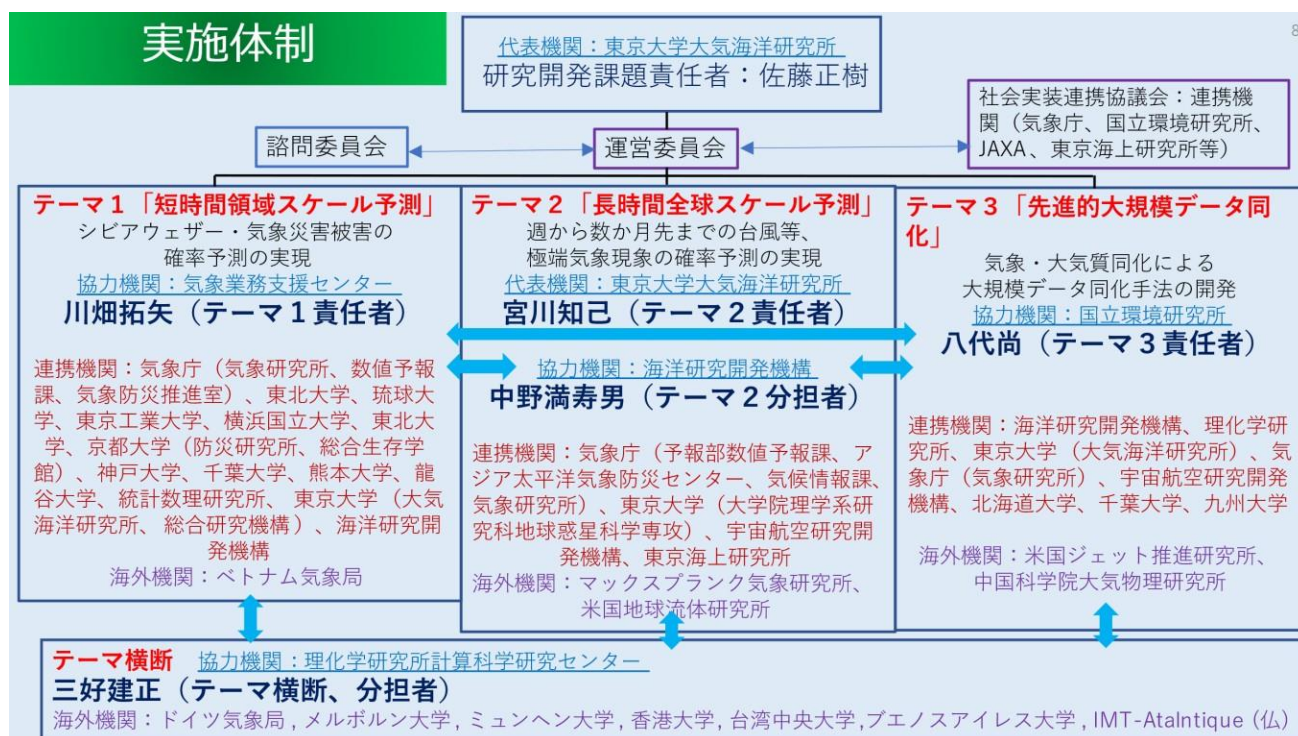 実施体制
8
代表機関：東京大学大気海洋研究所
研究開発課題責任者：佐藤正樹
諮問委員会
運営委員会
社会実装連携協議会：連携機
関（気象庁、国立環境研究所、
JAXA、東京海上研究所等）
テーマ１「短時間領域スケール予測」
シビアウェザー・気象災害被害の
確率予測の実現
協力機関：気象業務支援センター
川畑拓矢（テーマ１責任者）
連携機関：気象庁（気象研究所、数値予報
課、気象防災推進室）、東北大学、琉球大
学、東京工業大学、横浜国立大学、東北大
学、京都大学（防災研究所、総合生存学
館）、神戸大学、千葉大学、熊本大学、龍
谷大学、統計数理研究所、東京大学（大気
海洋研究所、総合研究機構）、海洋研究開
発機構
海外機関：ベトナム気象局
テーマ２「長時間全球スケール予測」
週から数か月先までの台風等、
極端気象現象の確率予測の実現
代表機関：東京大学大気海洋研究所
宮川知己（テーマ２責任者）
協力機関：海洋研究開発機構
中野満寿男（テーマ２分担者）
連携機関：気象庁（予報部数値予報課、ア
ジア太平洋気象防災センター、気候情報課、
気象研究所）、東京大学（大学院理学系研
究科地球惑星科学専攻）、宇宙航空研究開
発機構、東京海上研究所
海外機関：マックスプランク気象研究所、
米国地球流体研究所
テーマ３「先進的大規模データ同
化」
気象・大気質同化による
大規模データ同化手法の開発
協力機関：国立環境研究所
八代尚（テーマ３責任者）
連携機関：海洋研究開発機構、理化学研
究所、東京大学（大気海洋研究所）、気
象庁（気象研究所）、宇宙航空研究開発
機構、北海道大学、千葉大学、九州大学
海外機関：米国ジェット推進研究所、
中国科学院大気物理研究所
テーマ横断 協力機関：理化学研究所計算科学研究センター
三好建正（テーマ横断、分担者）
海外機関：ドイツ気象局, メルボルン大学, ミュンヘン大学, 香港大学, 台湾中央大学,ブエノスアイレス大学, IMT-Atalntique (仏)